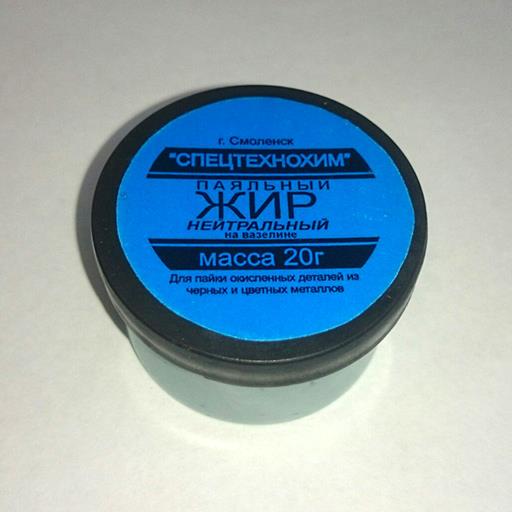 г. Смоленск
"СПЕЦТЕХНОХИМ"
ПАЯЛЬНЫЙ
ЖИР
НЕЙТРАЛЬНЫЙ
на вазелине
масса 20г
Для пайки окисленных деталей из
черных и цветных металлов